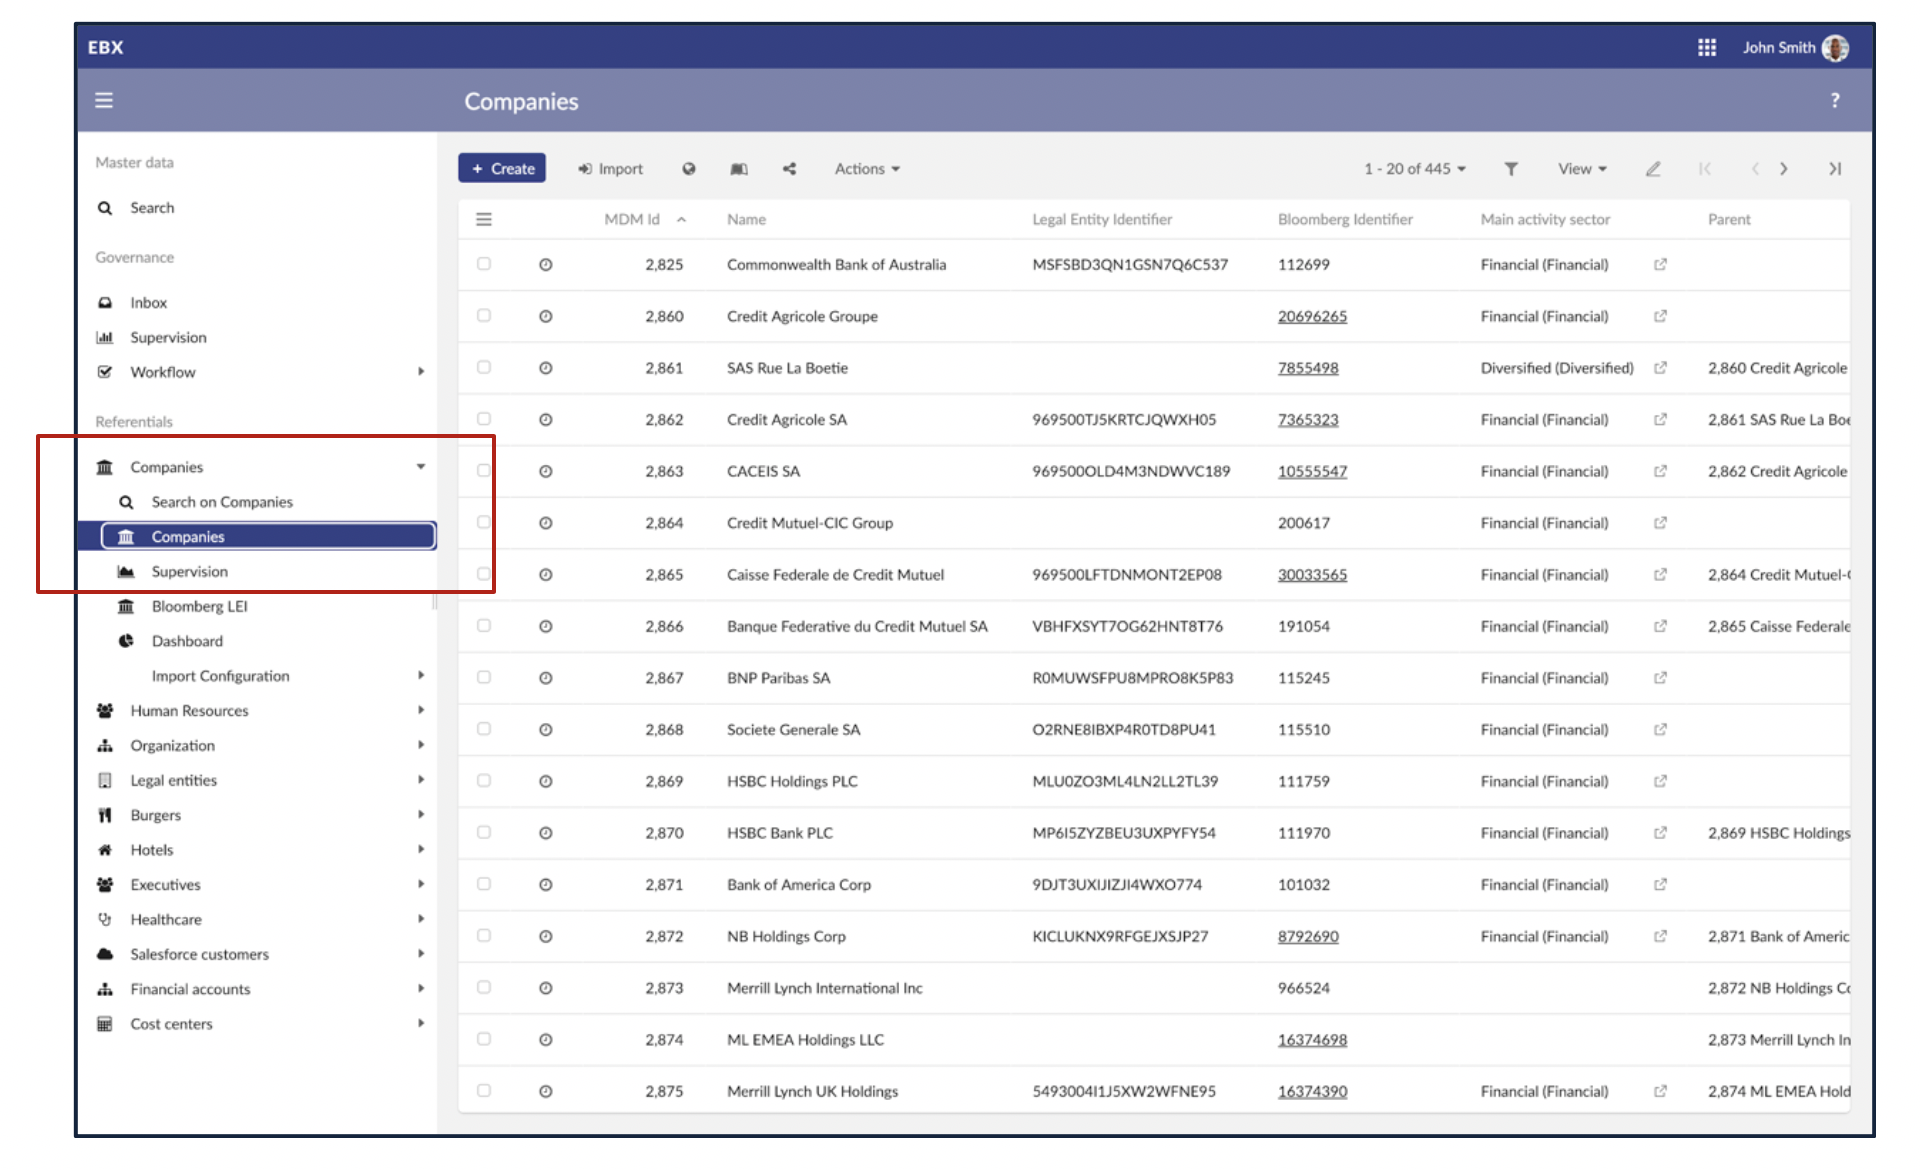 EBX
John Smith
Companies
?
Master data
Search
Governance
Inbox
Supervision
Workflow
Referentials
Companies
Search on Companies
Companies
Supervision
Bloomberg LEI
Dashboard
Import Configuration
Human Resources
Organization
Legal entities
Burgers
Hotels
Executives
Healthcare
Salesforce customers
Financial accounts
Cost centers
+ Create Import Actions 1 - 20 of 445 View
MDM Id Name Legal Entity Identifier Bloomberg Identifier Main activity sector Parent
2,825 Commonwealth Bank of Australia MSFSBD3QN1GSN7Q6C537 112699 Financial (Financial)
2,860 Credit Agricole Groupe 20696265 Financial (Financial)
2,861 SAS Rue La Boetie 7855498 Diversified (Diversified) 2,860 Credit Agricole
2,862 Credit Agricole SA 969500TJ5KRTCJQWXH05 7365323 Financial (Financial) 2,861 SAS Rue La Boe
2,863 CACEIS SA 969500OLD4M3NDWVC189 10555547 Financial (Financial) 2,862 Credit Agricole
2,864 Credit Mutuel-CIC Group 200617 Financial (Financial)
2,865 Caisse Federale de Credit Mutuel 969500LFTDNMONT2EP08 30033565 Financial (Financial) 2,864 Credit Mutuel-
2,866 Banque Federative du Credit Mutuel SA VBHFXSYT7OG62HNT8T76 191054 Financial (Financial) 2,865 Caisse Federale
2,867 BNP Paribas SA R0MUWSFPU8MPRO8K5P83 115245 Financial (Financial)
2,868 Societe Generale SA O2RNE8IBXP4R0TD8PU41 115510 Financial (Financial)
2,869 HSBC Holdings PLC MLU0ZO3ML4LN2LL2TL39 111759 Financial (Financial)
2,870 HSBC Bank PLC MP6I5ZYZBEU3UXPYFY54 111970 Financial (Financial) 2,869 HSBC Holdings
2,871 Bank of America Corp 9DJT3UXIJIZJI4WXO774 101032 Financial (Financial)
2,872 NB Holdings Corp KICLUKNX9RFGEJXSJP27 8792690 Financial (Financial) 2,871 Bank of Americ
2,873 Merrill Lynch International Inc 966524 2,872 NB Holdings Co
2,874 ML EMEA Holdings LLC 16374698 2,873 Merrill Lynch In
2,875 Merrill Lynch UK Holdings 5493004I1J5XW2WFNE95 16374390 Financial (Financial) 2,874 ML EMEA Hold